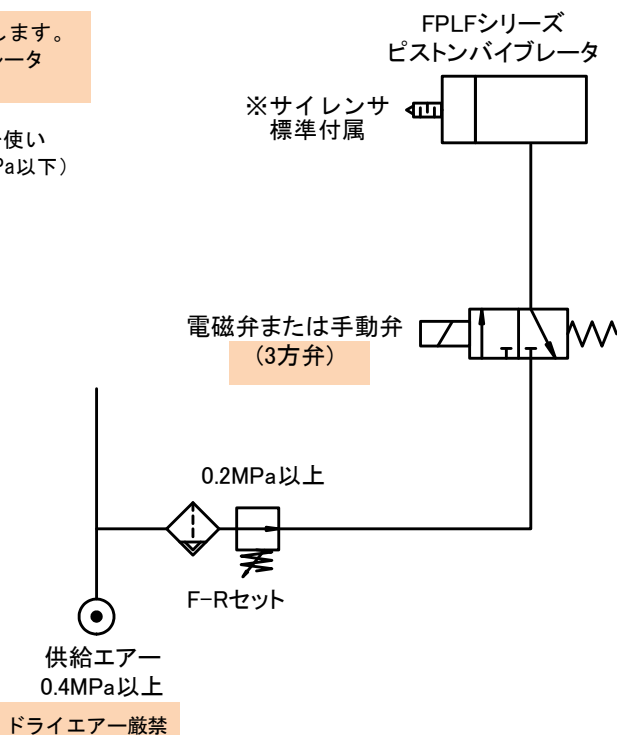 します。
レータ
使い
Pa以下）
FPLFシリーズ
ピストンバイブレータ
※サイレンサ
標準付属
電磁弁または手動弁
（3方弁）
0.2MPa以上
F-Rセット
供給エアー
0.4MPa以上
ドライエアー厳禁